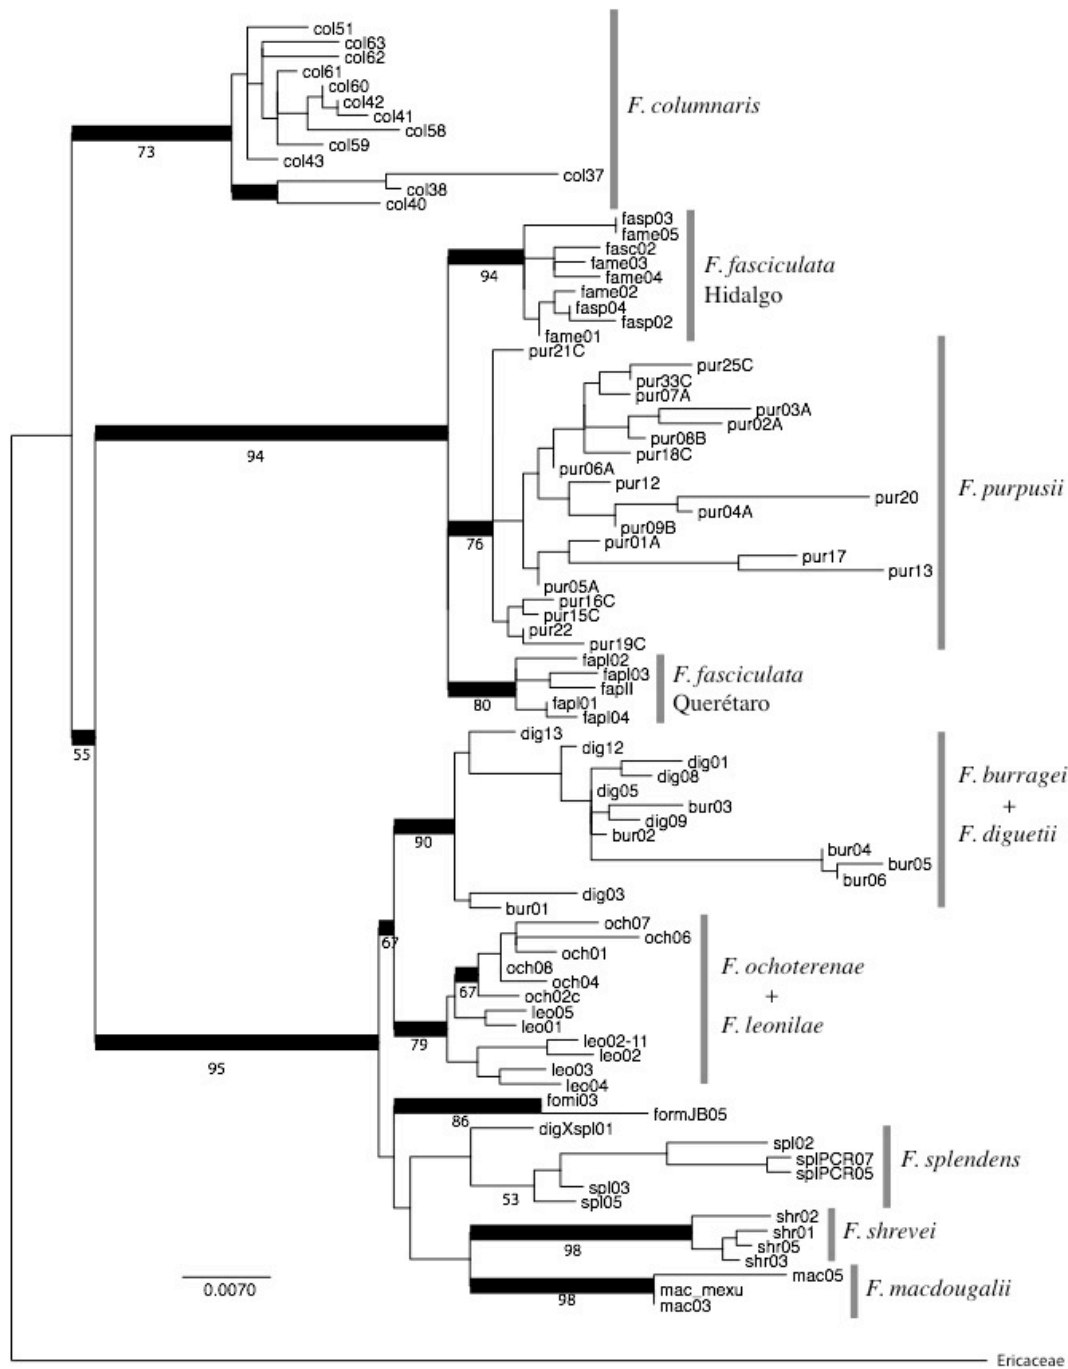 col51
col63
col62
col61
col60
col42
col41
col58
col59
col43
73
col37
col38
col40
F. columnaris
fasp03
fame05
fasc02
fame03
fame04
fame02
fasp04
fasp02
fame01
94
F. fasciculata
Hidalgo
pur21C
pur25C
pur33C
pur07A
pur03A
pur02A
pur08B
pur18C
pur06A
pur12
pur20
pur04A
pur09B
pur01A
pur17
pur13
pur05A
pur16C
pur15C
pur22
pur19C
94
76
F. purpusii
fapl02
fapl03
fapll
fapl01
fapl04
80
F. fasciculata
Querétaro
55
dig13
dig12
dig01
dig08
dig05
bur03
dig09
bur02
bur04
bur05
bur06
dig03
bur01
90
F. burragei
+
F. diguetii
67
och07
och06
och01
och08
och04
och02c
67
leo05
leo01
leo02-11
leo02
leo03
leo04
79
F. ochoterenae
+
F. leonilae
95
fomi03
formJB05
86
digXspl01
spl02
splPCR07
splPCR05
spl03
spl05
53
F. splendens
shr02
shr01
shr05
shr03
98
F. shrevei
mac05
mac_mexu
mac03
98
F. macdougalii
0.0070
Ericaceae